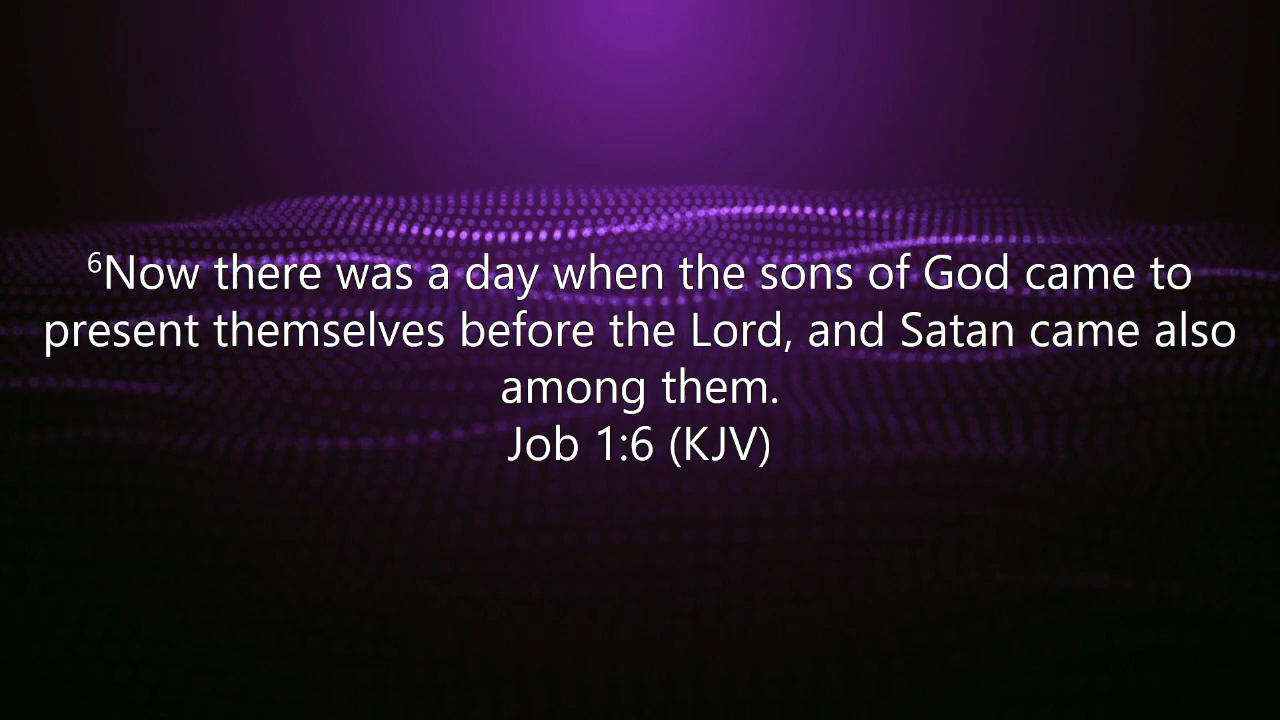 ⁶Now there was a day when the sons of God came to
present themselves before the Lord, and Satan came also
among them.
Job 1:6 (KJV)